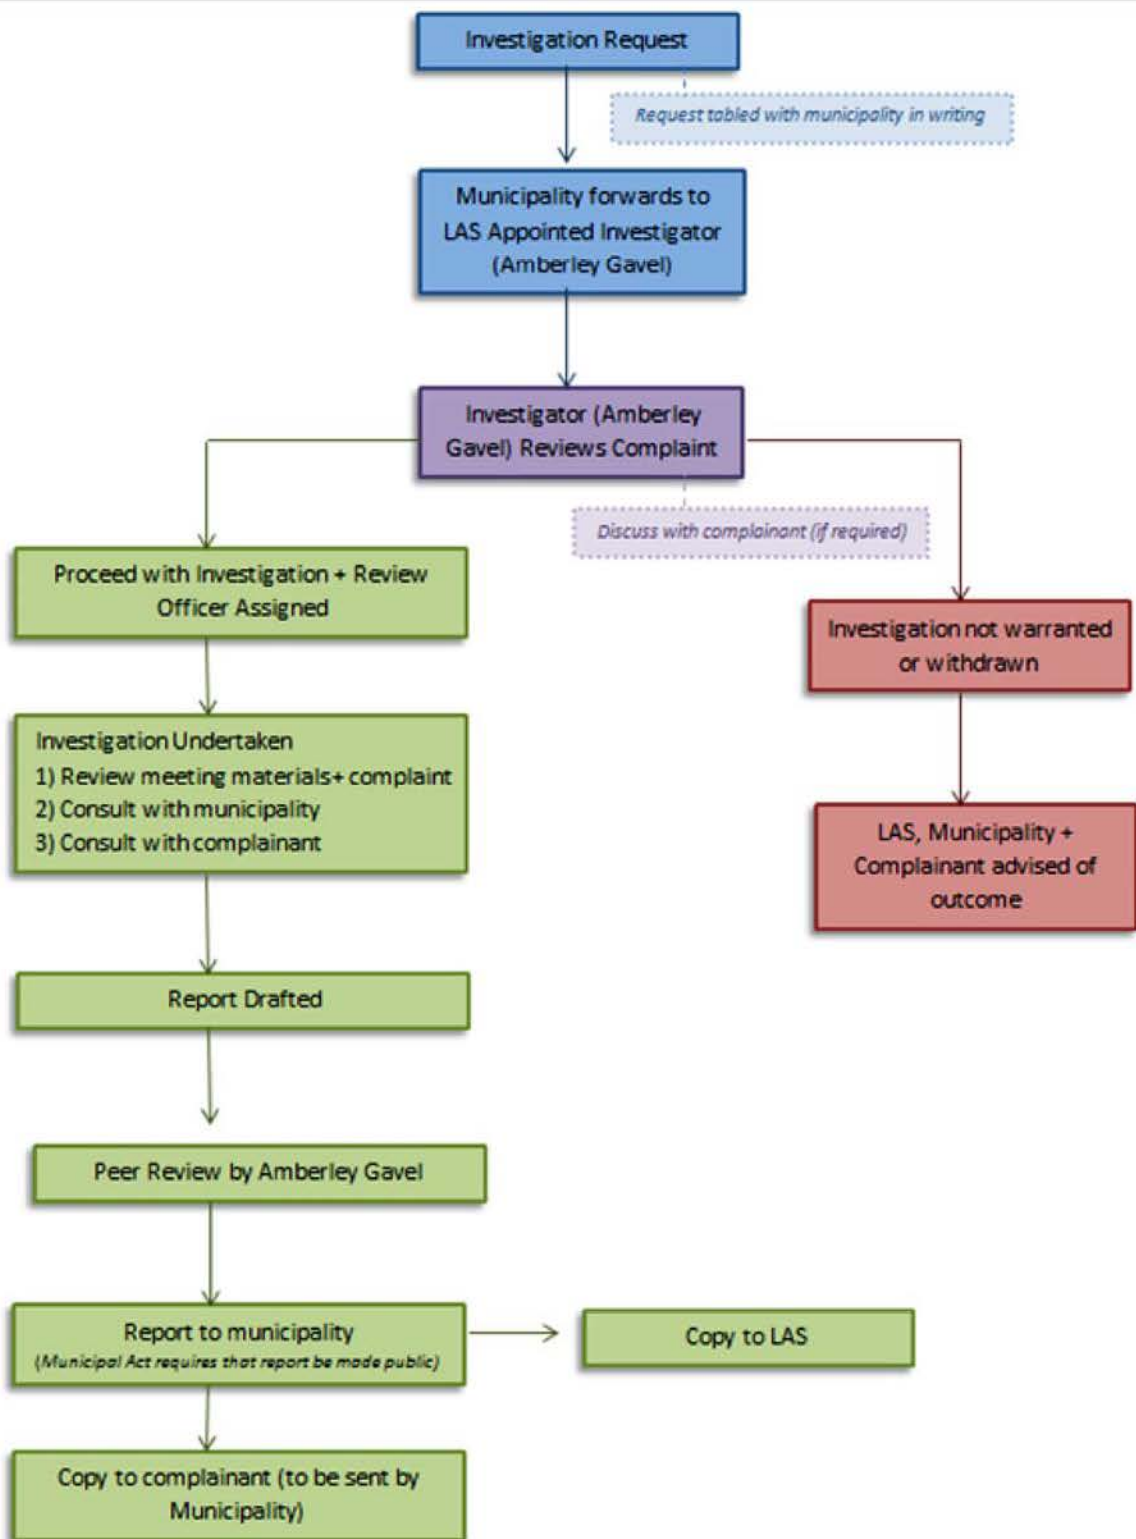 Investigation Request
Request tabled with municipality in writing
Municipality forwards to
LAS Appointed Investigator
(Amberley Gavel)
Investigator (Amberley
Gavel) Reviews Complaint
Discuss with complainant (if required)
Proceed with Investigation + Review
Officer Assigned
Investigation not warranted
or withdrawn
Investigation Undertaken
1) Review meeting materials+ complaint
2) Consult with municipality
3) Consult with complainant
LAS, Municipality +
Complainant advised of
outcome
Report Drafted
Peer Review by Amberley Gavel
Report to municipality
(Municipal Act requires that report be made public)
Copy to LAS
Copy to complainant (to be sent by
Municipality)